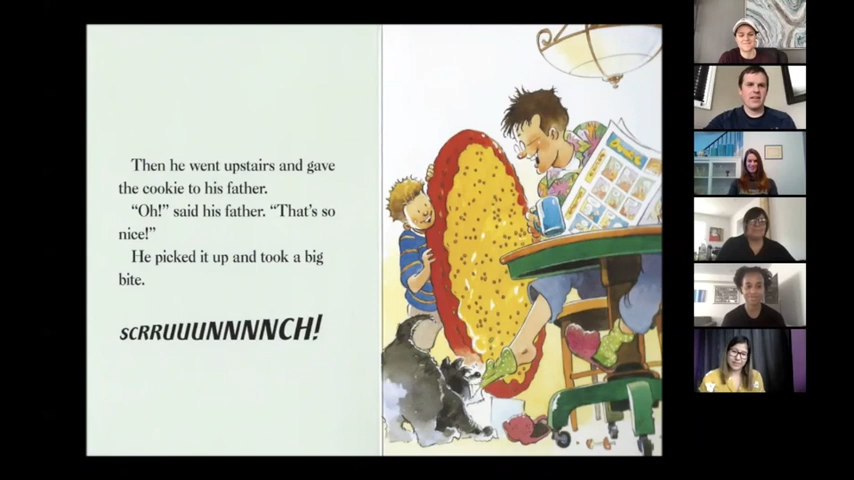 Then he went upstairs and gave
the cookie to his father.
“Oh!” said his father. “That’s so
nice!”
He picked it up and took a big
bite.
SCRRUUUNNNNCH!